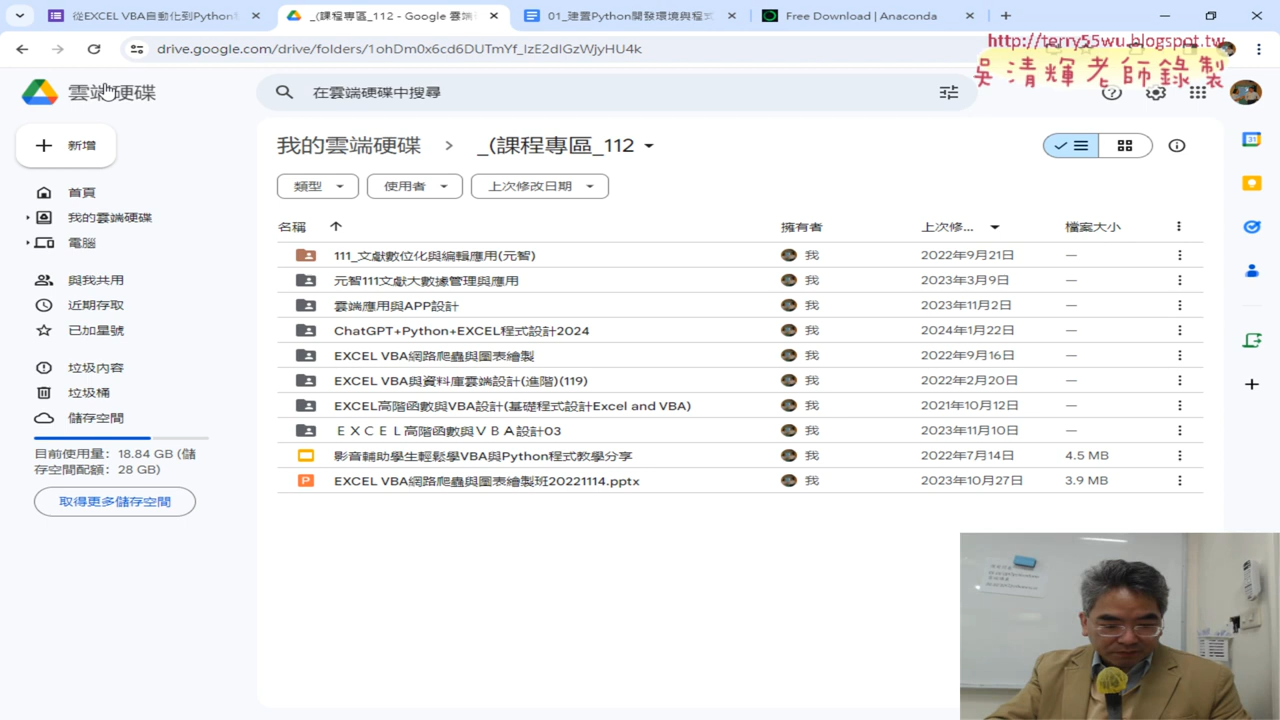 從EXCEL VBA自動化到Python
_(課程專區_112 - Google 雲端
01_建置Python開發環境與程式
Free Download | Anaconda
drive.google.com/drive/folders/1ohDm0x6cd6DUTmYf_IzE2dIGzWjyHU4k
http://terry55wu.blogspot.tw
吳清輝老師錄製
雲端硬碟
在雲端硬碟中搜尋
新增
首頁
我的雲端硬碟
電腦
與我共用
近期存取
已加星號
垃圾內容
垃圾桶
儲存空間
目前使用量: 18.84 GB (儲
存空間配額: 28 GB)
取得更多儲存空間
我的雲端硬碟 > _(課程專區_112
類型 使用者 上次修改日期
名稱 擁有者 上次修... 檔案大小
111_文獻數位化與編輯應用(元智) 我 2022年9月21日 —
元智111文獻大數據管理與應用 我 2023年3月9日 —
雲端應用與APP設計 我 2023年11月2日 —
ChatGPT+Python+EXCEL程式設計2024 我 2024年1月22日 —
EXCEL VBA網路爬蟲與圖表繪製 我 2022年9月16日 —
EXCEL VBA與資料庫雲端設計(進階)(119) 我 2022年2月20日 —
EXCEL高階函數與VBA設計(基礎程式設計Excel and VBA) 我 2021年10月12日 —
ＥＸＣＥＬ高階函數與ＶＢＡ設計03 我 2023年11月10日 —
影音輔助學生輕鬆學VBA與Python程式教學分享 我 2022年7月14日 4.5 MB
EXCEL VBA網路爬蟲與圖表繪製班20221114.pptx 我 2023年10月27日 3.9 MB
31